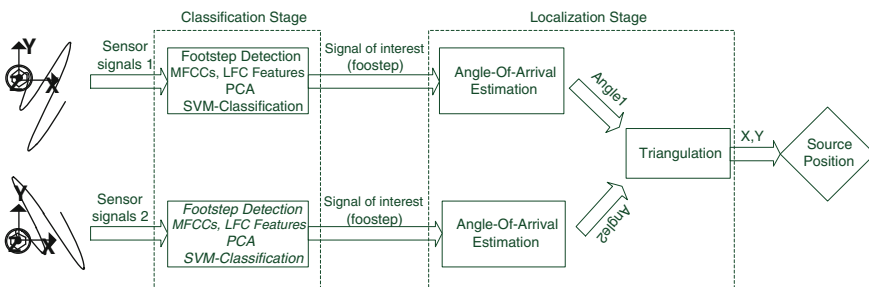 Classification Stage
Localization Stage
Y
X
Z
Sensor
signals 1
Footstep Detection
MFCCs, LFC Features
PCA
SVM-Classification
Signal of interest
(foostep)
Angle-Of-Arrival
Estimation
Angle1
Triangulation
X,Y
Source
Position
Y
X
Z
Sensor
signals 2
Footstep Detection
MFCCs, LFC Features
PCA
SVM-Classification
Signal of interest
(foostep)
Angle-Of-Arrival
Estimation
Angle2